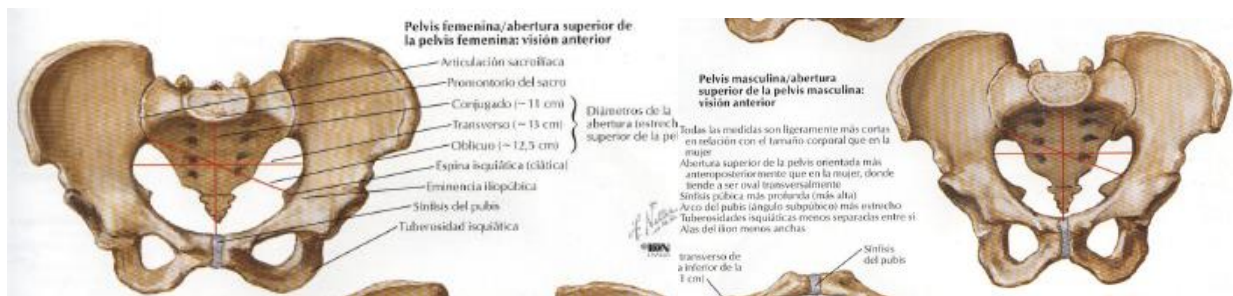 Pelvis femenina/abertura superior de
la pelvis femenina: visión anterior
Articulación sacroilíaca
Promontorio del sacro
Conjugado (~ 11 cm)
Transverso (~ 13 cm)
Oblicuo (~ 12,5 cm)
Diámetros de la
abertura (estrech
superior de la pel
Espina isquiática (ciática)
Eminencia iliopúbica
Sínfisis del pubis
Tuberosidad isquiática
Pelvis masculina/abertura
superior de la pelvis masculina:
visión anterior
Todas las medidas son ligeramente más cortas
en relación con el tamaño corporal que en la
mujer
Abertura superior de la pelvis orientada más
anteroposteriormente que en la mujer, donde
tiende a ser oval transversalmente
Sínfisis púbica más profunda (más alta)
Arco del pubis (ángulo subpúbico) más estrecho
Tuberosidades isquiáticas menos separadas entre sí
Alas del ilion menos anchas
transverso de
a inferior de la
1 cm)
Sínfisis
del pubis